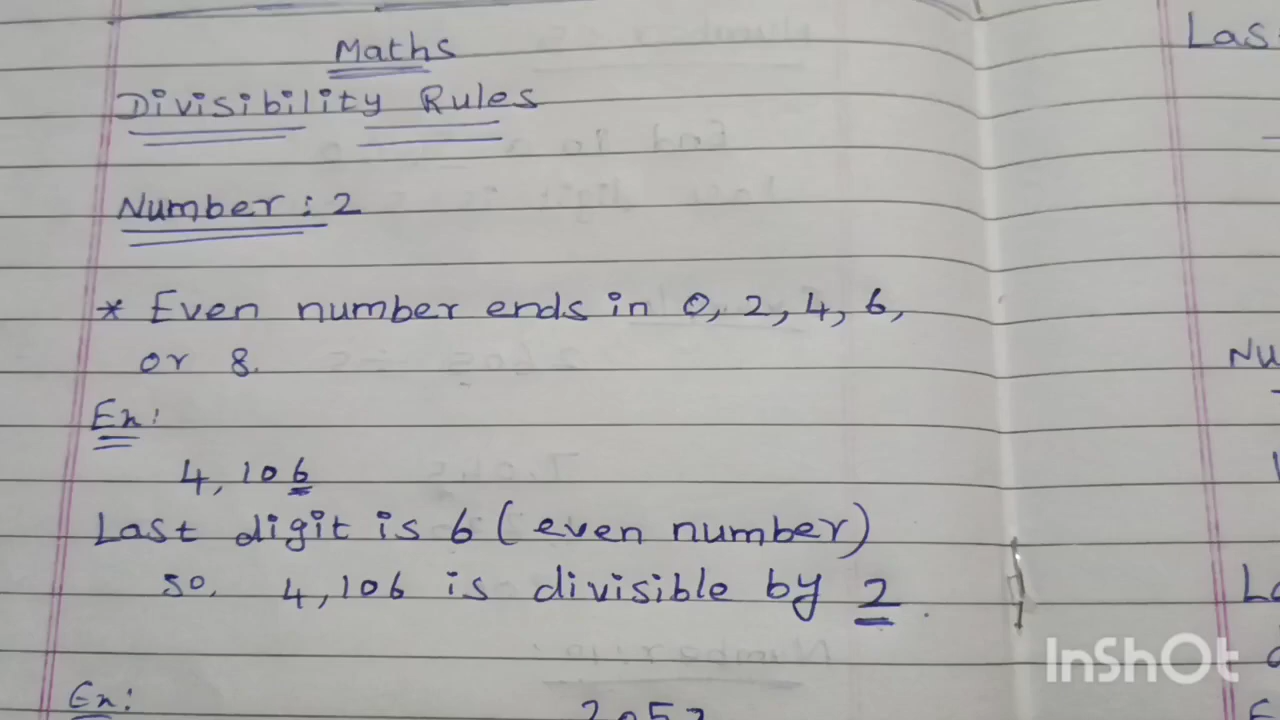 Maths
Divisibility Rules
Number: 2
* Even number ends in 0, 2, 4, 6,
or 8.
Ex:
4,106
Last digit is 6 (even number)
so, 4,106 is divisible by 2.
Ex:
InShOt